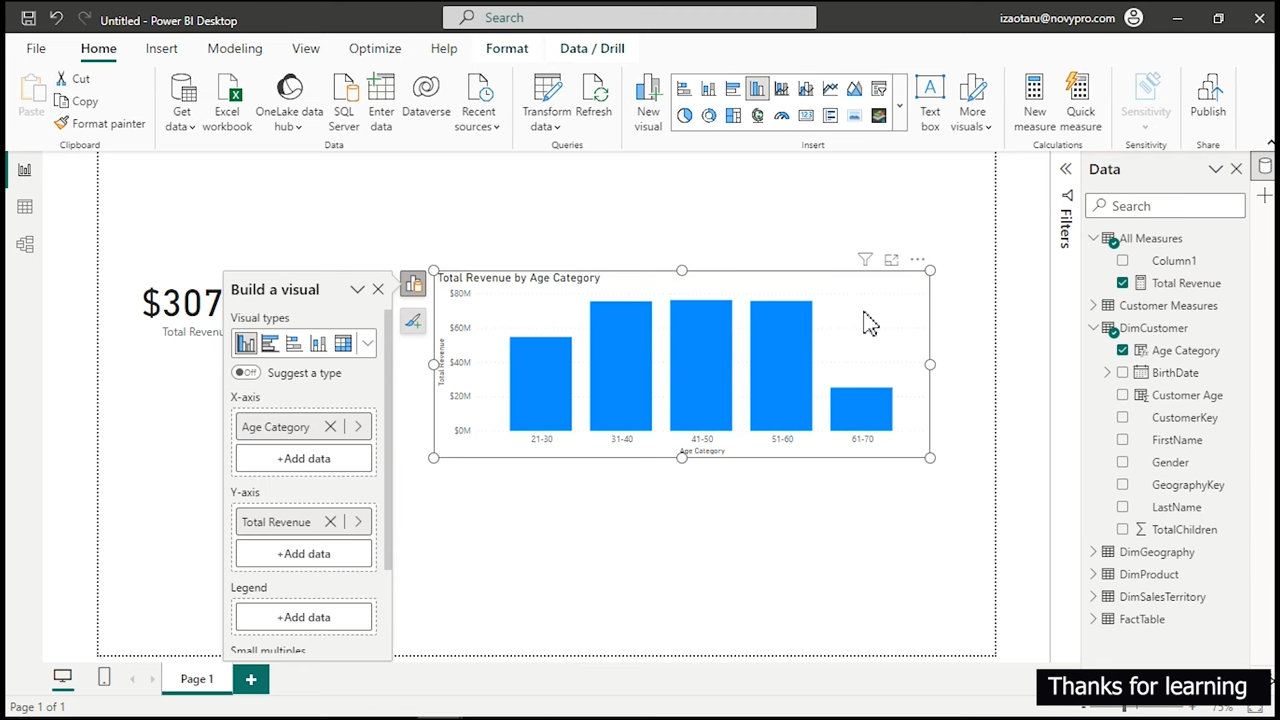 Untitled - Power BI Desktop
Search
izaotaru@novypro.com
File Home Insert Modeling View Optimize Help Format Data / Drill
Paste
Cut
Copy
Format painter
Clipboard
Get data
Excel workbook
OneLake data hub
SQL Server
Enter data
Dataverse
Recent sources
Data
Transform data
Refresh
Queries
New visual
Text box
More visuals
Insert
New measure
Quick measure
Calculations
Sensitivity
Sensitivity
Publish
Share
$307
Total Revenu
Build a visual
Visual types
Off Suggest a type
X-axis
Age Category
+Add data
Y-axis
Total Revenue
+Add data
Legend
+Add data
Small multiples
Total Revenue by Age Category
$80M
$60M
$40M
$20M
$0M
Total Revenue
21-30 31-40 41-50 51-60 61-70
Age Category
Filters
Data
Search
All Measures
Column1
Total Revenue
Customer Measures
DimCustomer
Age Category
BirthDate
Customer Age
CustomerKey
FirstName
Gender
GeographyKey
LastName
TotalChildren
DimGeography
DimProduct
DimSalesTerritory
FactTable
Page 1
Thanks for learning
Page 1 of 1
75%